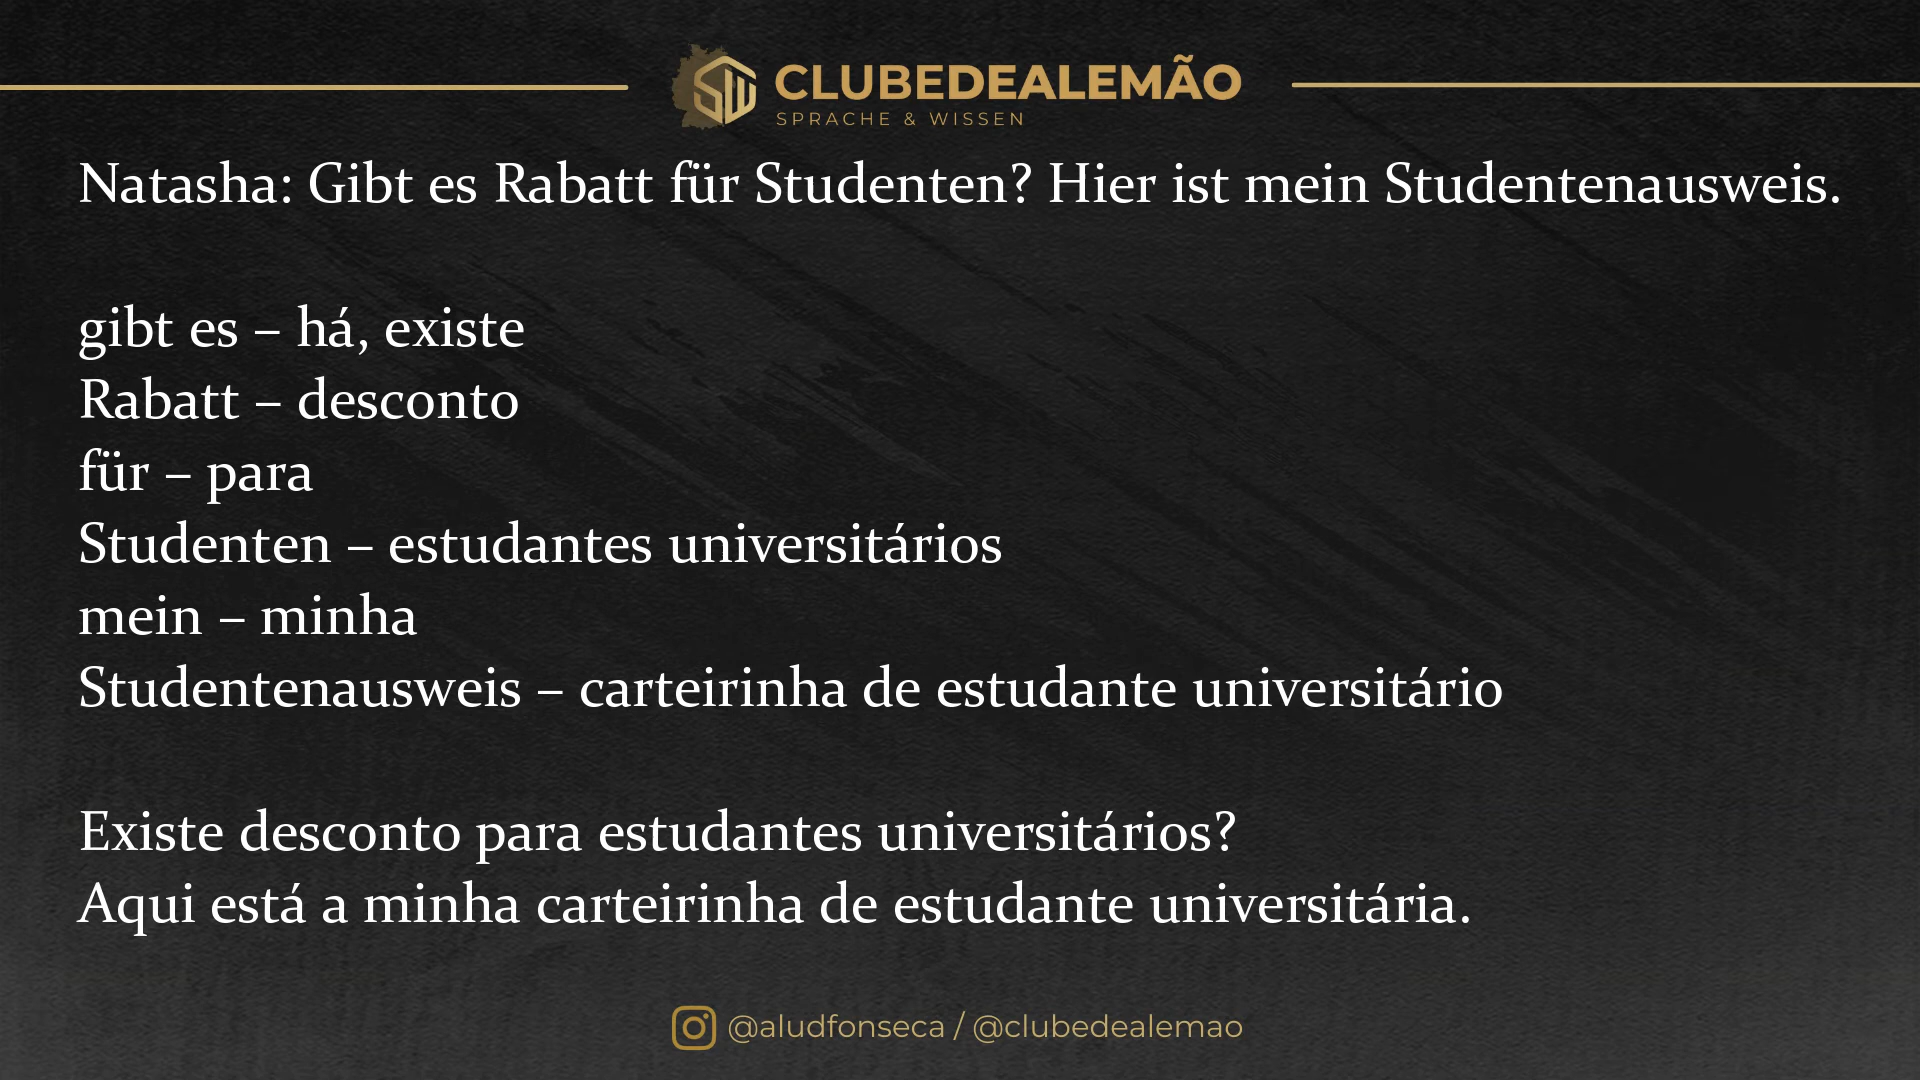 CLUBEDEALEMÃO
SPRACHE & WISSEN
Natasha: Gibt es Rabatt für Studenten? Hier ist mein Studentenausweis.
gibt es – há, existe
Rabatt – desconto
für – para
Studenten – estudantes universitários
mein – minha
Studentenausweis – carteirinha de estudante universitário
Existe desconto para estudantes universitários?
Aqui está a minha carteirinha de estudante universitária.
@aludfonseca / @clubedealemao